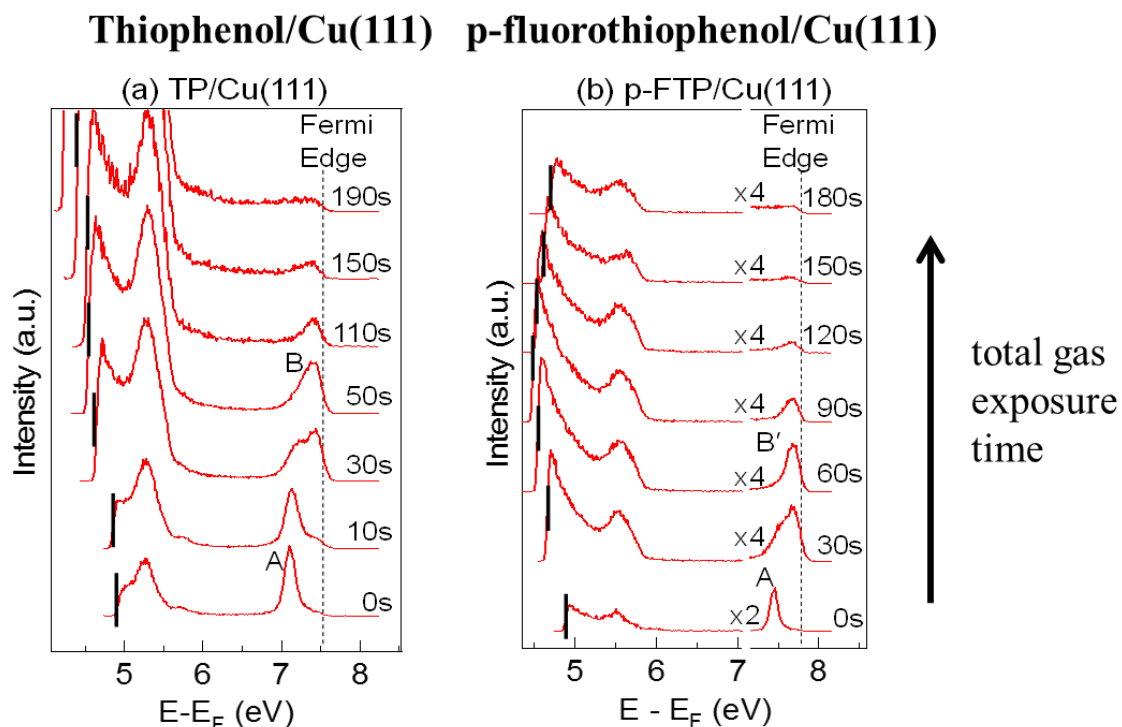 Thiophenol/Cu(111) p-fluorothiophenol/Cu(111)
(a) TP/Cu(111)
Fermi
Edge
190s
150s
110s
B
50s
30s
10s
A
0s
Intensity (a.u.)
5 6 7 8
E-E_F (eV)
(b) p-FTP/Cu(111)
Fermi
Edge
x4 180s
x4 150s
x4 120s
x4 90s
B'
x4 60s
x4 30s
A
x2 0s
Intensity (a.u.)
5 6 7 8
E - E_F (eV)
total gas
exposure
time